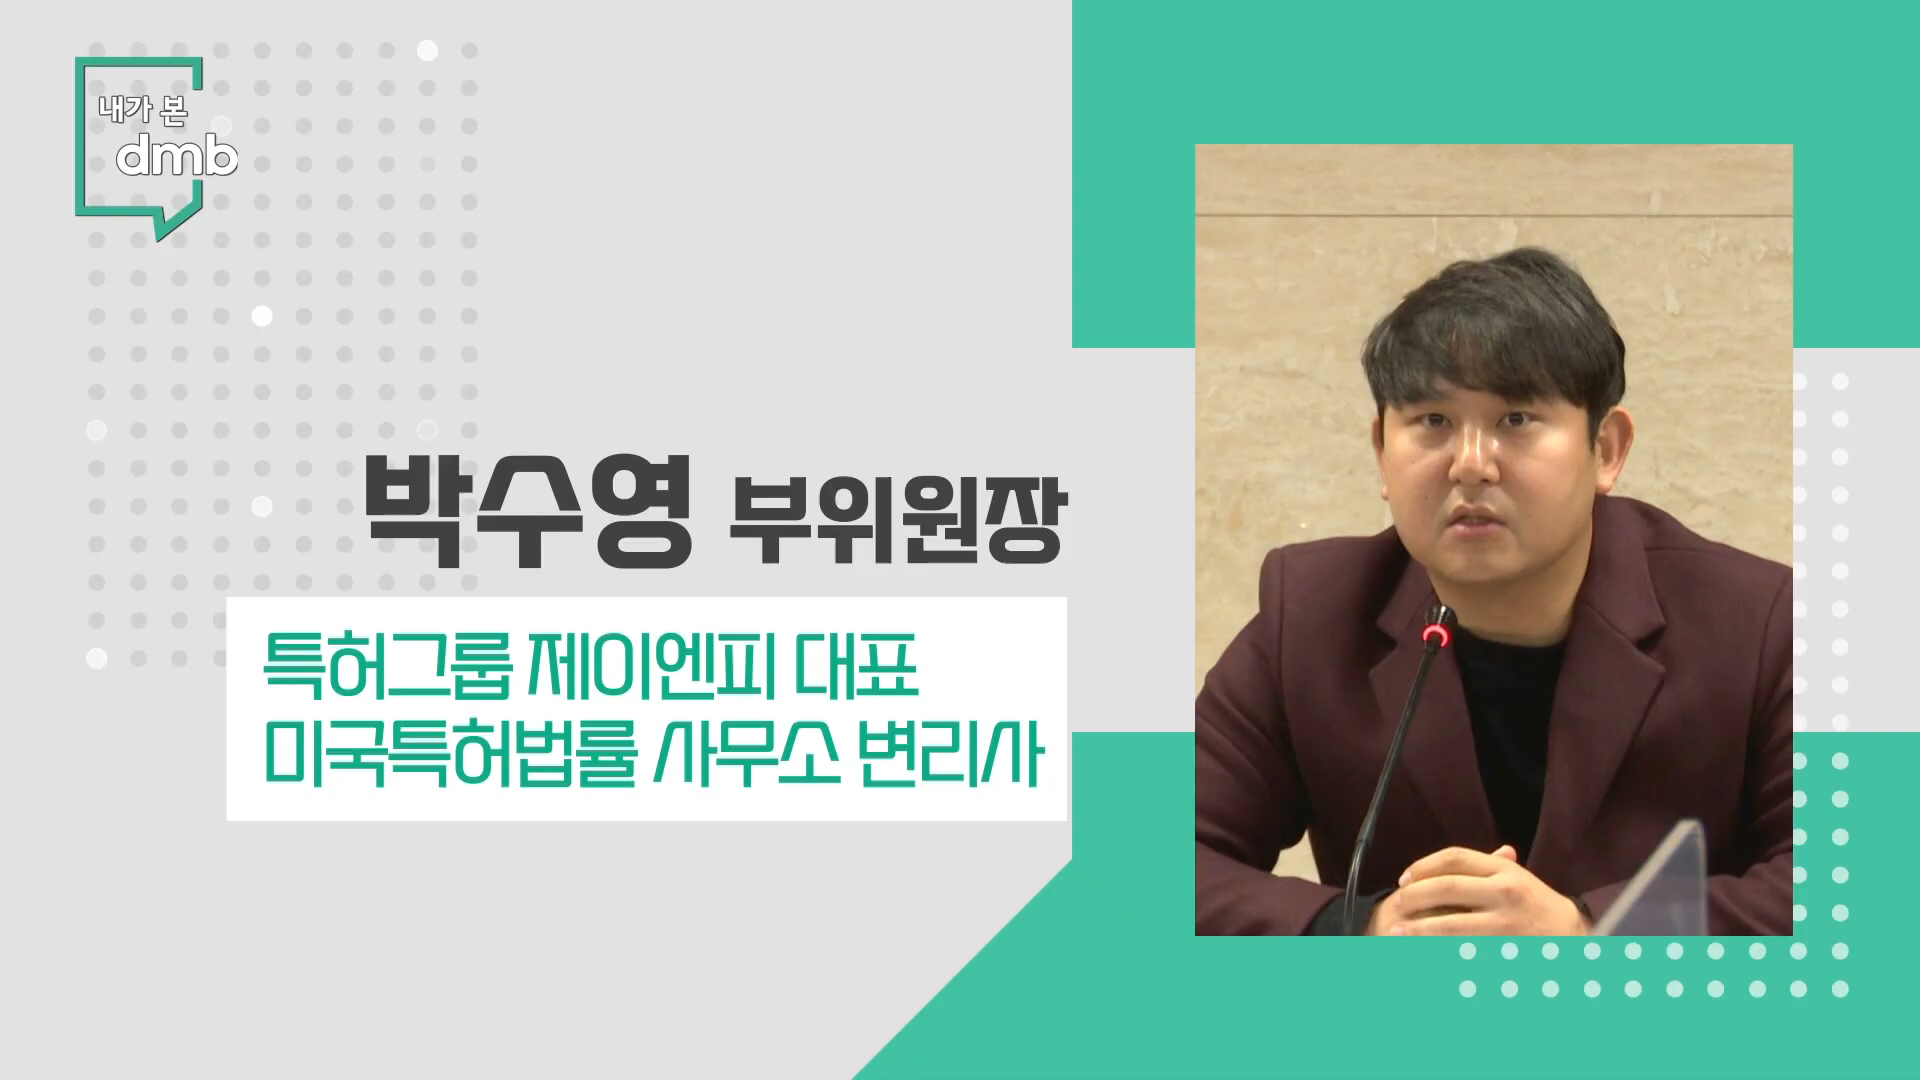 내가 본
dmb
박수영 부위원장
특허그룹 제이엔피 대표
미국특허법률 사무소 변리사